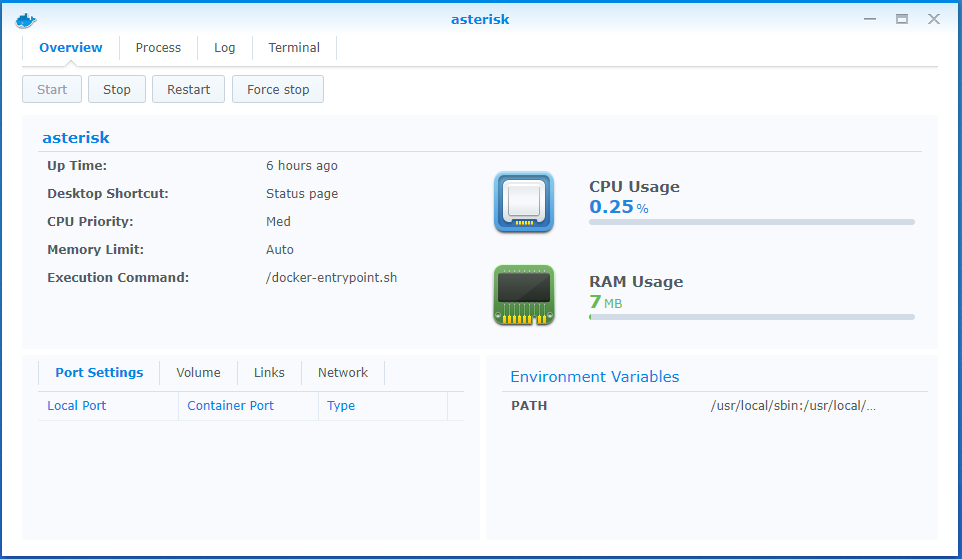 asterisk
Overview Process Log Terminal
Start Stop Restart Force stop
asterisk
Up Time: 6 hours ago
Desktop Shortcut: Status page
CPU Priority: Med
Memory Limit: Auto
Execution Command: /docker-entrypoint.sh
CPU Usage
0.25 %
RAM Usage
7 MB
Port Settings Volume Links Network
Local Port Container Port Type
Environment Variables
PATH /usr/local/sbin:/usr/local/...